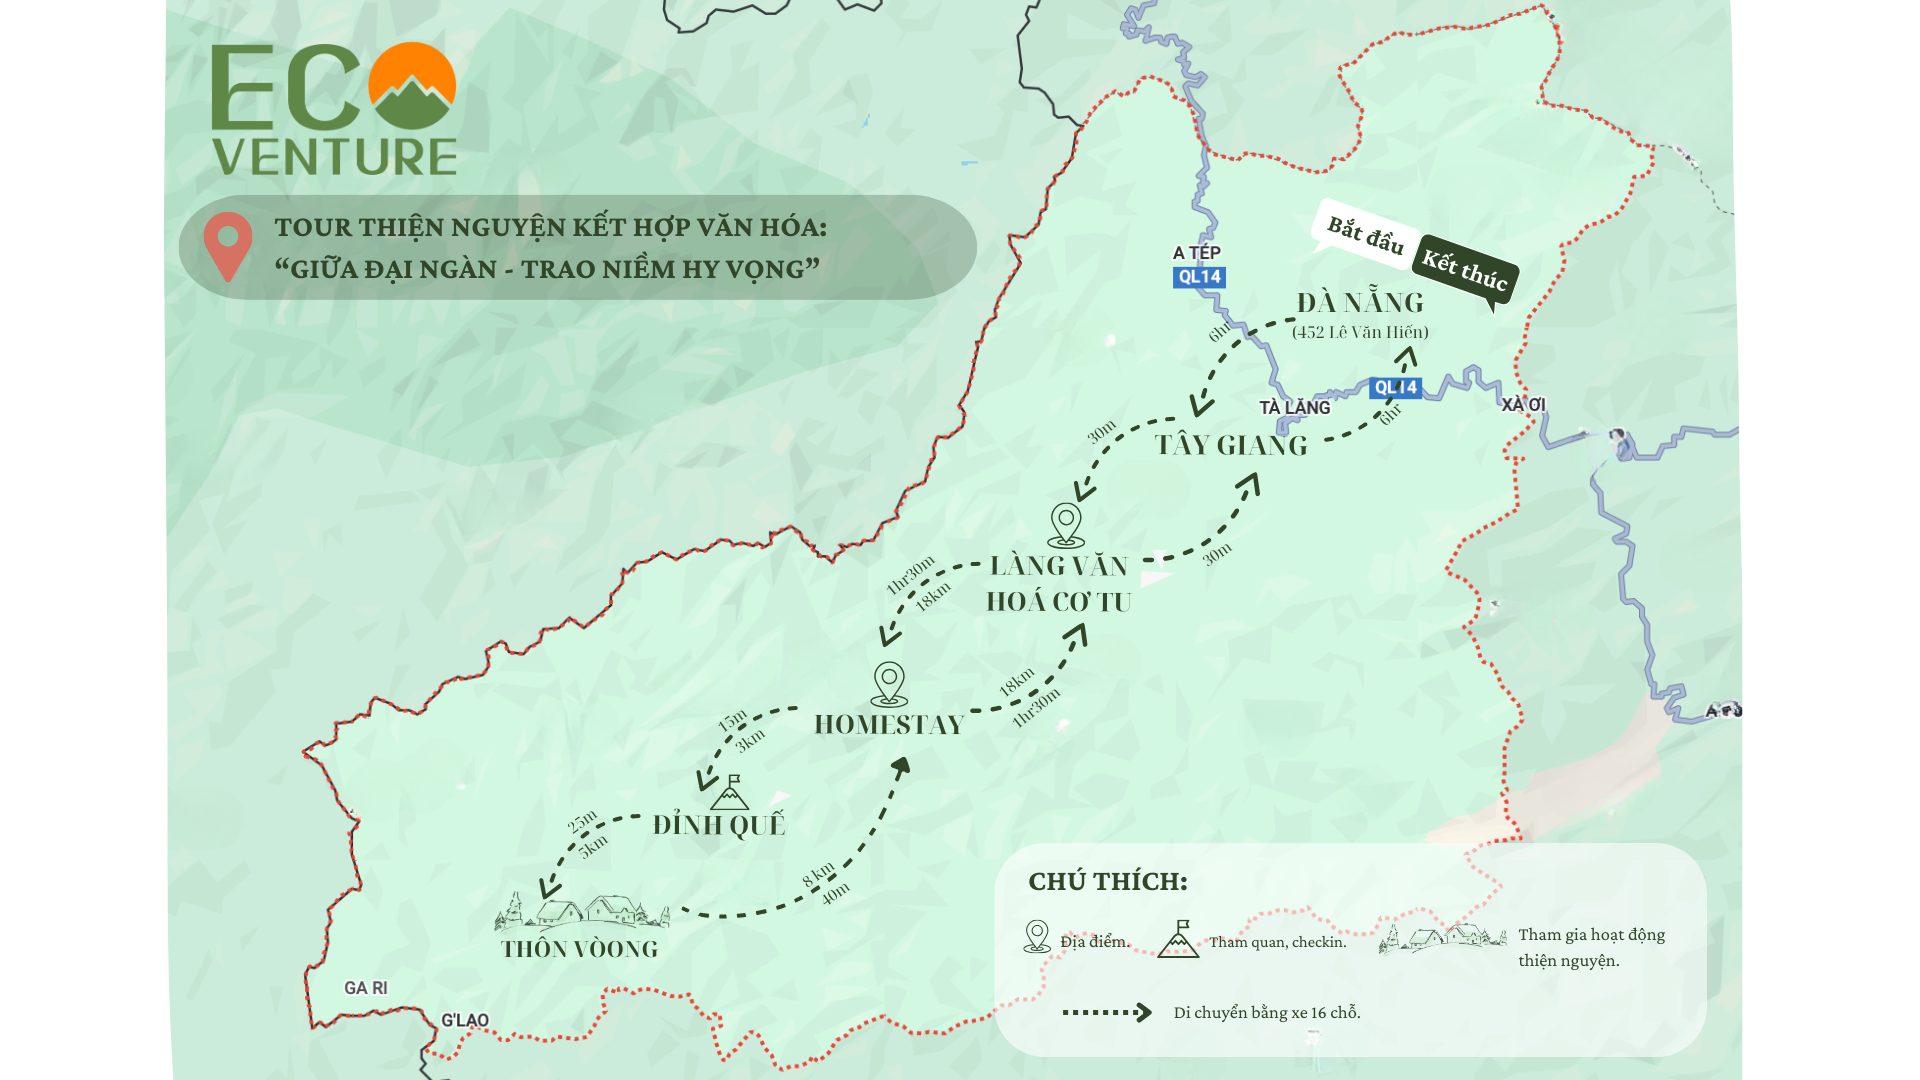 ECO
VENTURE
TOUR THIỆN NGUYỆN KẾT HỢP VĂN HÓA:
“GIỮA ĐẠI NGÀN - TRAO NIỀM HY VỌNG”
Bắt đầu
Kết thúc
A TÉP
QL14
ĐÀ NẴNG
(452 Lê Văn Hiến)
6hr
QL14
6hr
TÀ LĂNG
XÀ ƠI
TÂY GIANG
30m
30m
LÀNG VĂN
HOÁ CƠ TU
1hr30m
18km
18km
1hr30m
HOMESTAY
15m
3km
ĐỈNH QUẾ
25m
5km
8 km
40m
THÔN VÒONG
GA RI
G'LAO
CHÚ THÍCH:
Địa điểm.
Tham quan, checkin.
Tham gia hoạt động
thiện nguyện.
Di chuyển bằng xe 16 chỗ.